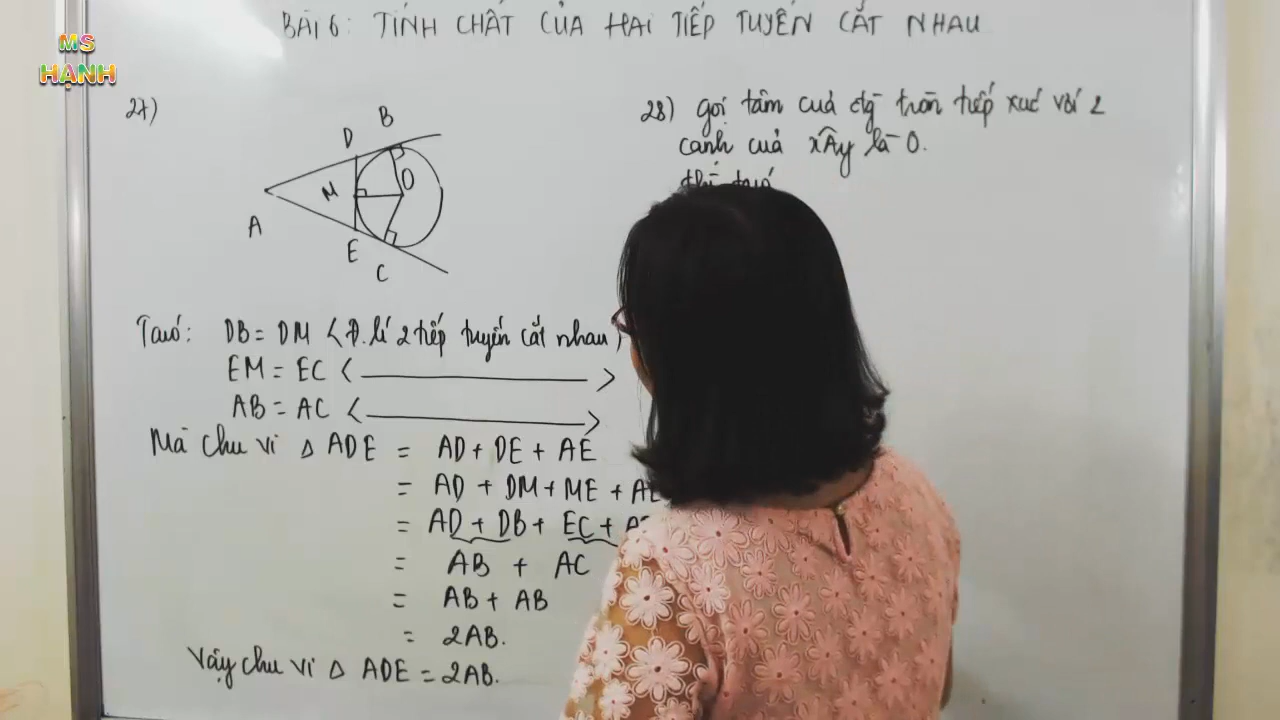 MS
HẠNH
BÀI 6: TÍNH CHẤT CỦA HAI TIẾP TUYẾN CẮT NHAU
27)
B
D
M
O
A
E
C
Ta có: DB = DM (Đ.lí 2 tiếp tuyến cắt nhau)
EM = EC (
AB = AC (
Mà chu vi Δ ADE = AD + DE + AE
= AD + DM + ME + AE
= AD + DB + EC +
= AB + AC
= AB + AB
= 2AB.
Vậy chu vi Δ ADE = 2AB.
28) gọi tâm cuả đg tròn tiếp xúc với 2
cạnh cuả xÂy là O.